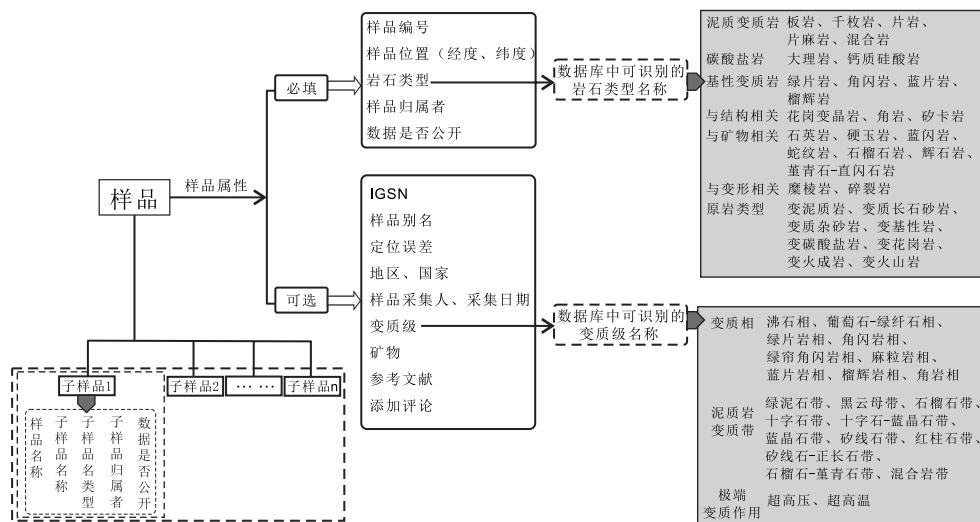 样品
样品属性
必填
样品编号
样品位置（经度、纬度）
岩石类型
样品归属者
数据是否公开
数据库中可识别的
岩石类型名称
泥质变质岩 板岩、千枚岩、片岩、
片麻岩、混合岩
碳酸盐岩 大理岩、钙质硅酸岩
基性变质岩 绿片岩、角闪岩、蓝片岩、
榴辉岩
与结构相关 花岗变晶岩、角岩、矽卡岩
与矿物相关 石英岩、硬玉岩、蓝闪岩、
蛇纹岩、石榴石岩、辉石岩、
堇青石-直闪石岩
与变形相关 糜棱岩、碎裂岩
原岩类型 变泥质岩、变质长石砂岩、
变质杂砂岩、变基性岩、
变碳酸盐岩、变花岗岩、
变火成岩、变火山岩
可选
IGSN
样品别名
定位误差
地区、国家
样品采集人、采集日期
变质级
矿物
参考文献
添加评论
数据库中可识别的
变质级名称
变质相 沸石相、葡萄石-绿纤石相、
绿片岩相、角闪岩相、
绿帘角闪岩相、麻粒岩相、
蓝片岩相、榴辉岩相、角岩相
泥质岩
变质带
绿泥石带、黑云母带、石榴石带、
十字石带、十字石-蓝晶石带、
蓝晶石带、矽线石带、红柱石带、
矽线石-正长石带、
石榴石-堇青石带、混合岩带
极端
变质作用
超高压、超高温
子样品1
子样品2
……
子样品n
样品名称
子样品名称
子样品名类型
子样品归属者
数据是否公开